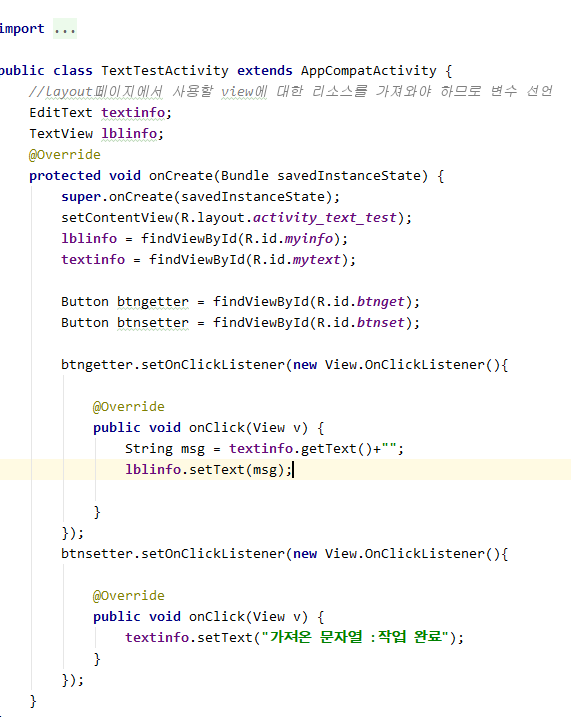 import ...
public class TextTestActivity extends AppCompatActivity {
//layout페이지에서 사용할 view에 대한 리소스를 가져와야 하므로 변수 선언
EditText textinfo;
TextView lblinfo;
@Override
protected void onCreate(Bundle savedInstanceState) {
super.onCreate(savedInstanceState);
setContentView(R.layout.activity_text_test);
lblinfo = findViewById(R.id.myinfo);
textinfo = findViewById(R.id.mytext);
Button btngetter = findViewById(R.id.btnget);
Button btnsetter = findViewById(R.id.btnset);
btngetter.setOnClickListener(new View.OnClickListener(){
@Override
public void onClick(View v) {
String msg = textinfo.getText()+"";
lblinfo.setText(msg);
}
});
btnsetter.setOnClickListener(new View.OnClickListener(){
@Override
public void onClick(View v) {
textinfo.setText("가져온 문자열 :작업 완료");
}
});
}